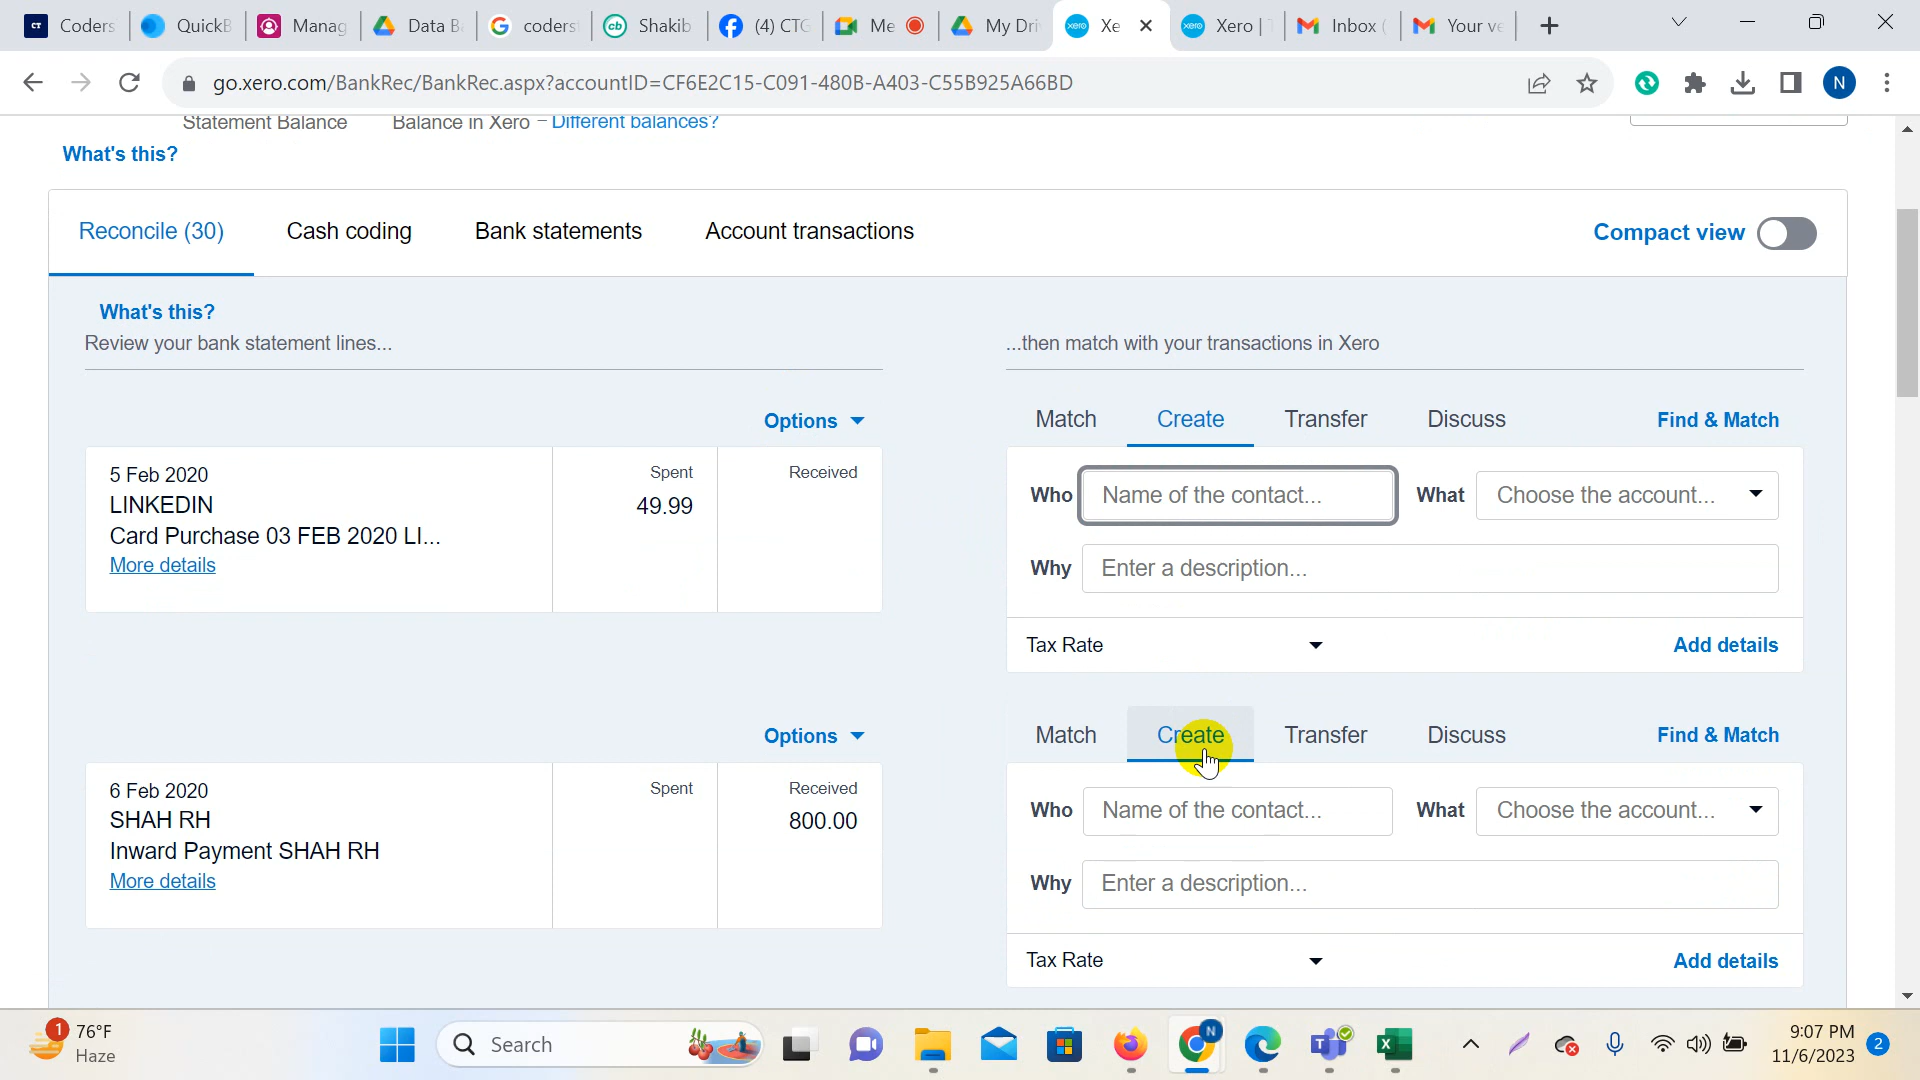 Coders QuickB Manag Data B coders Shakib (4) CTG Me My Dri Xe Xero | Inbox ( Your ve
go.xero.com/BankRec/BankRec.aspx?accountID=CF6E2C15-C091-480B-A403-C55B925A66BD
N
Statement Balance Balance in Xero – Different balances?
What's this?
Reconcile (30) Cash coding Bank statements Account transactions Compact view
What's this?
Review your bank statement lines... ...then match with your transactions in Xero
Options Match Create Transfer Discuss Find & Match
5 Feb 2020 Spent Received
LINKEDIN 49.99
Card Purchase 03 FEB 2020 LI...
More details
Who Name of the contact... What Choose the account...
Why Enter a description...
Tax Rate Add details
Options Match Create Transfer Discuss Find & Match
6 Feb 2020 Spent Received
SHAH RH 800.00
Inward Payment SHAH RH
More details
Who Name of the contact... What Choose the account...
Why Enter a description...
Tax Rate Add details
1 76°F
Haze
Search
N
9:07 PM
11/6/2023
2